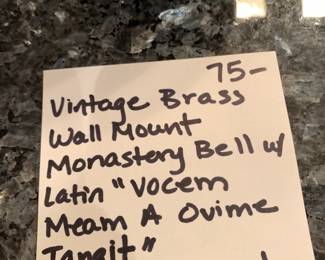 75-
Vintage Brass
Wall Mount
Monastery Bell w/
Latin "Vocem
Meam A Ovime
Tangit"